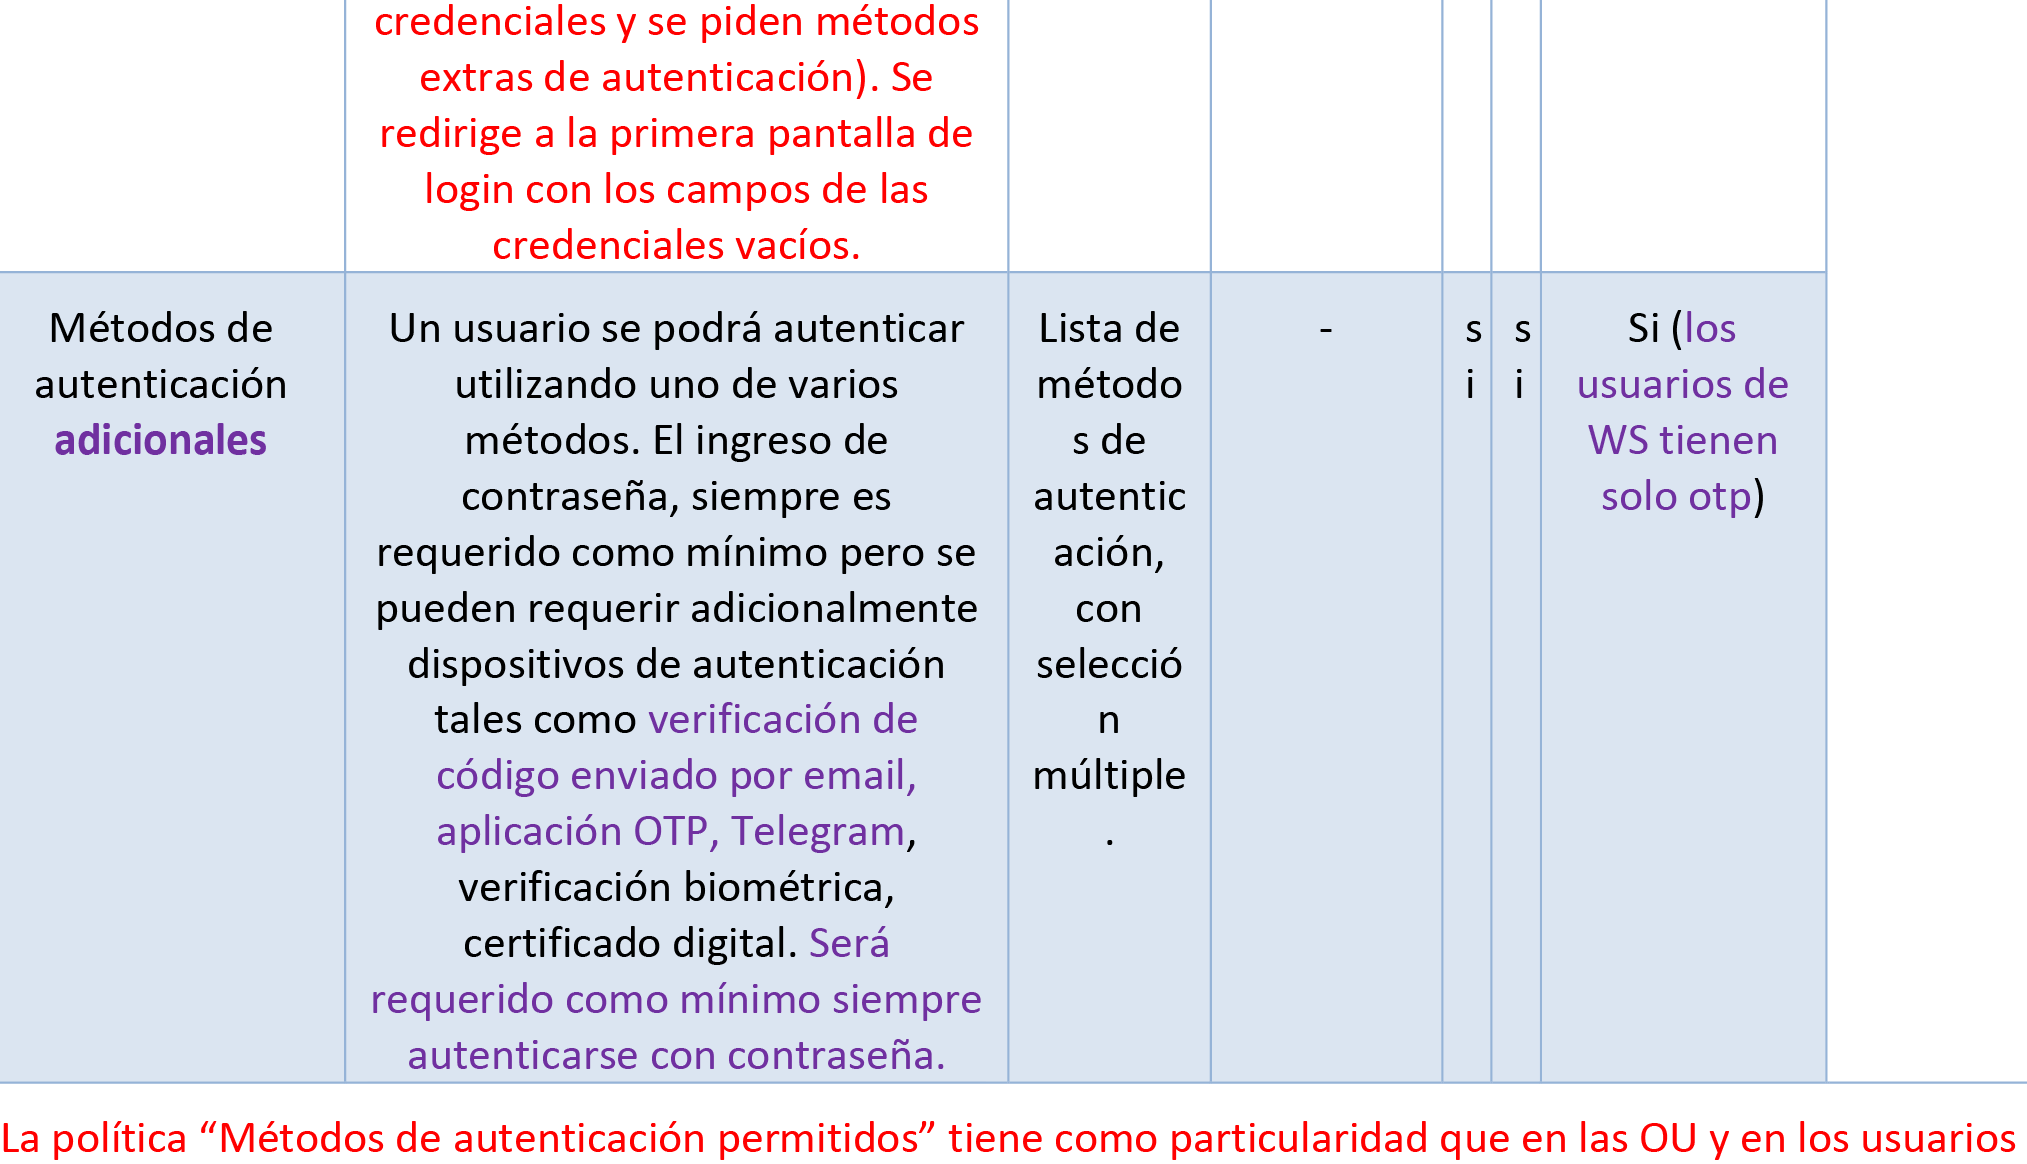 credenciales y se piden métodos
extras de autenticación). Se
redirige a la primera pantalla de
login con los campos de las
credenciales vacíos.
Métodos de
autenticación
adicionales
Un usuario se podrá autenticar
utilizando uno de varios
métodos. El ingreso de
contraseña, siempre es
requerido como mínimo pero se
pueden requerir adicionalmente
dispositivos de autenticación
tales como verificación de
código enviado por email,
aplicación OTP, Telegram,
verificación biométrica,
certificado digital. Será
requerido como mínimo siempre
autenticarse con contraseña.
Lista de
método
s de
autentic
ación,
con
selecció
n
múltiple
.
-
s
i
s
i
Si (los
usuarios de
WS tienen
solo otp)
La política “Métodos de autenticación permitidos” tiene como particularidad que en las OU y en los usuarios